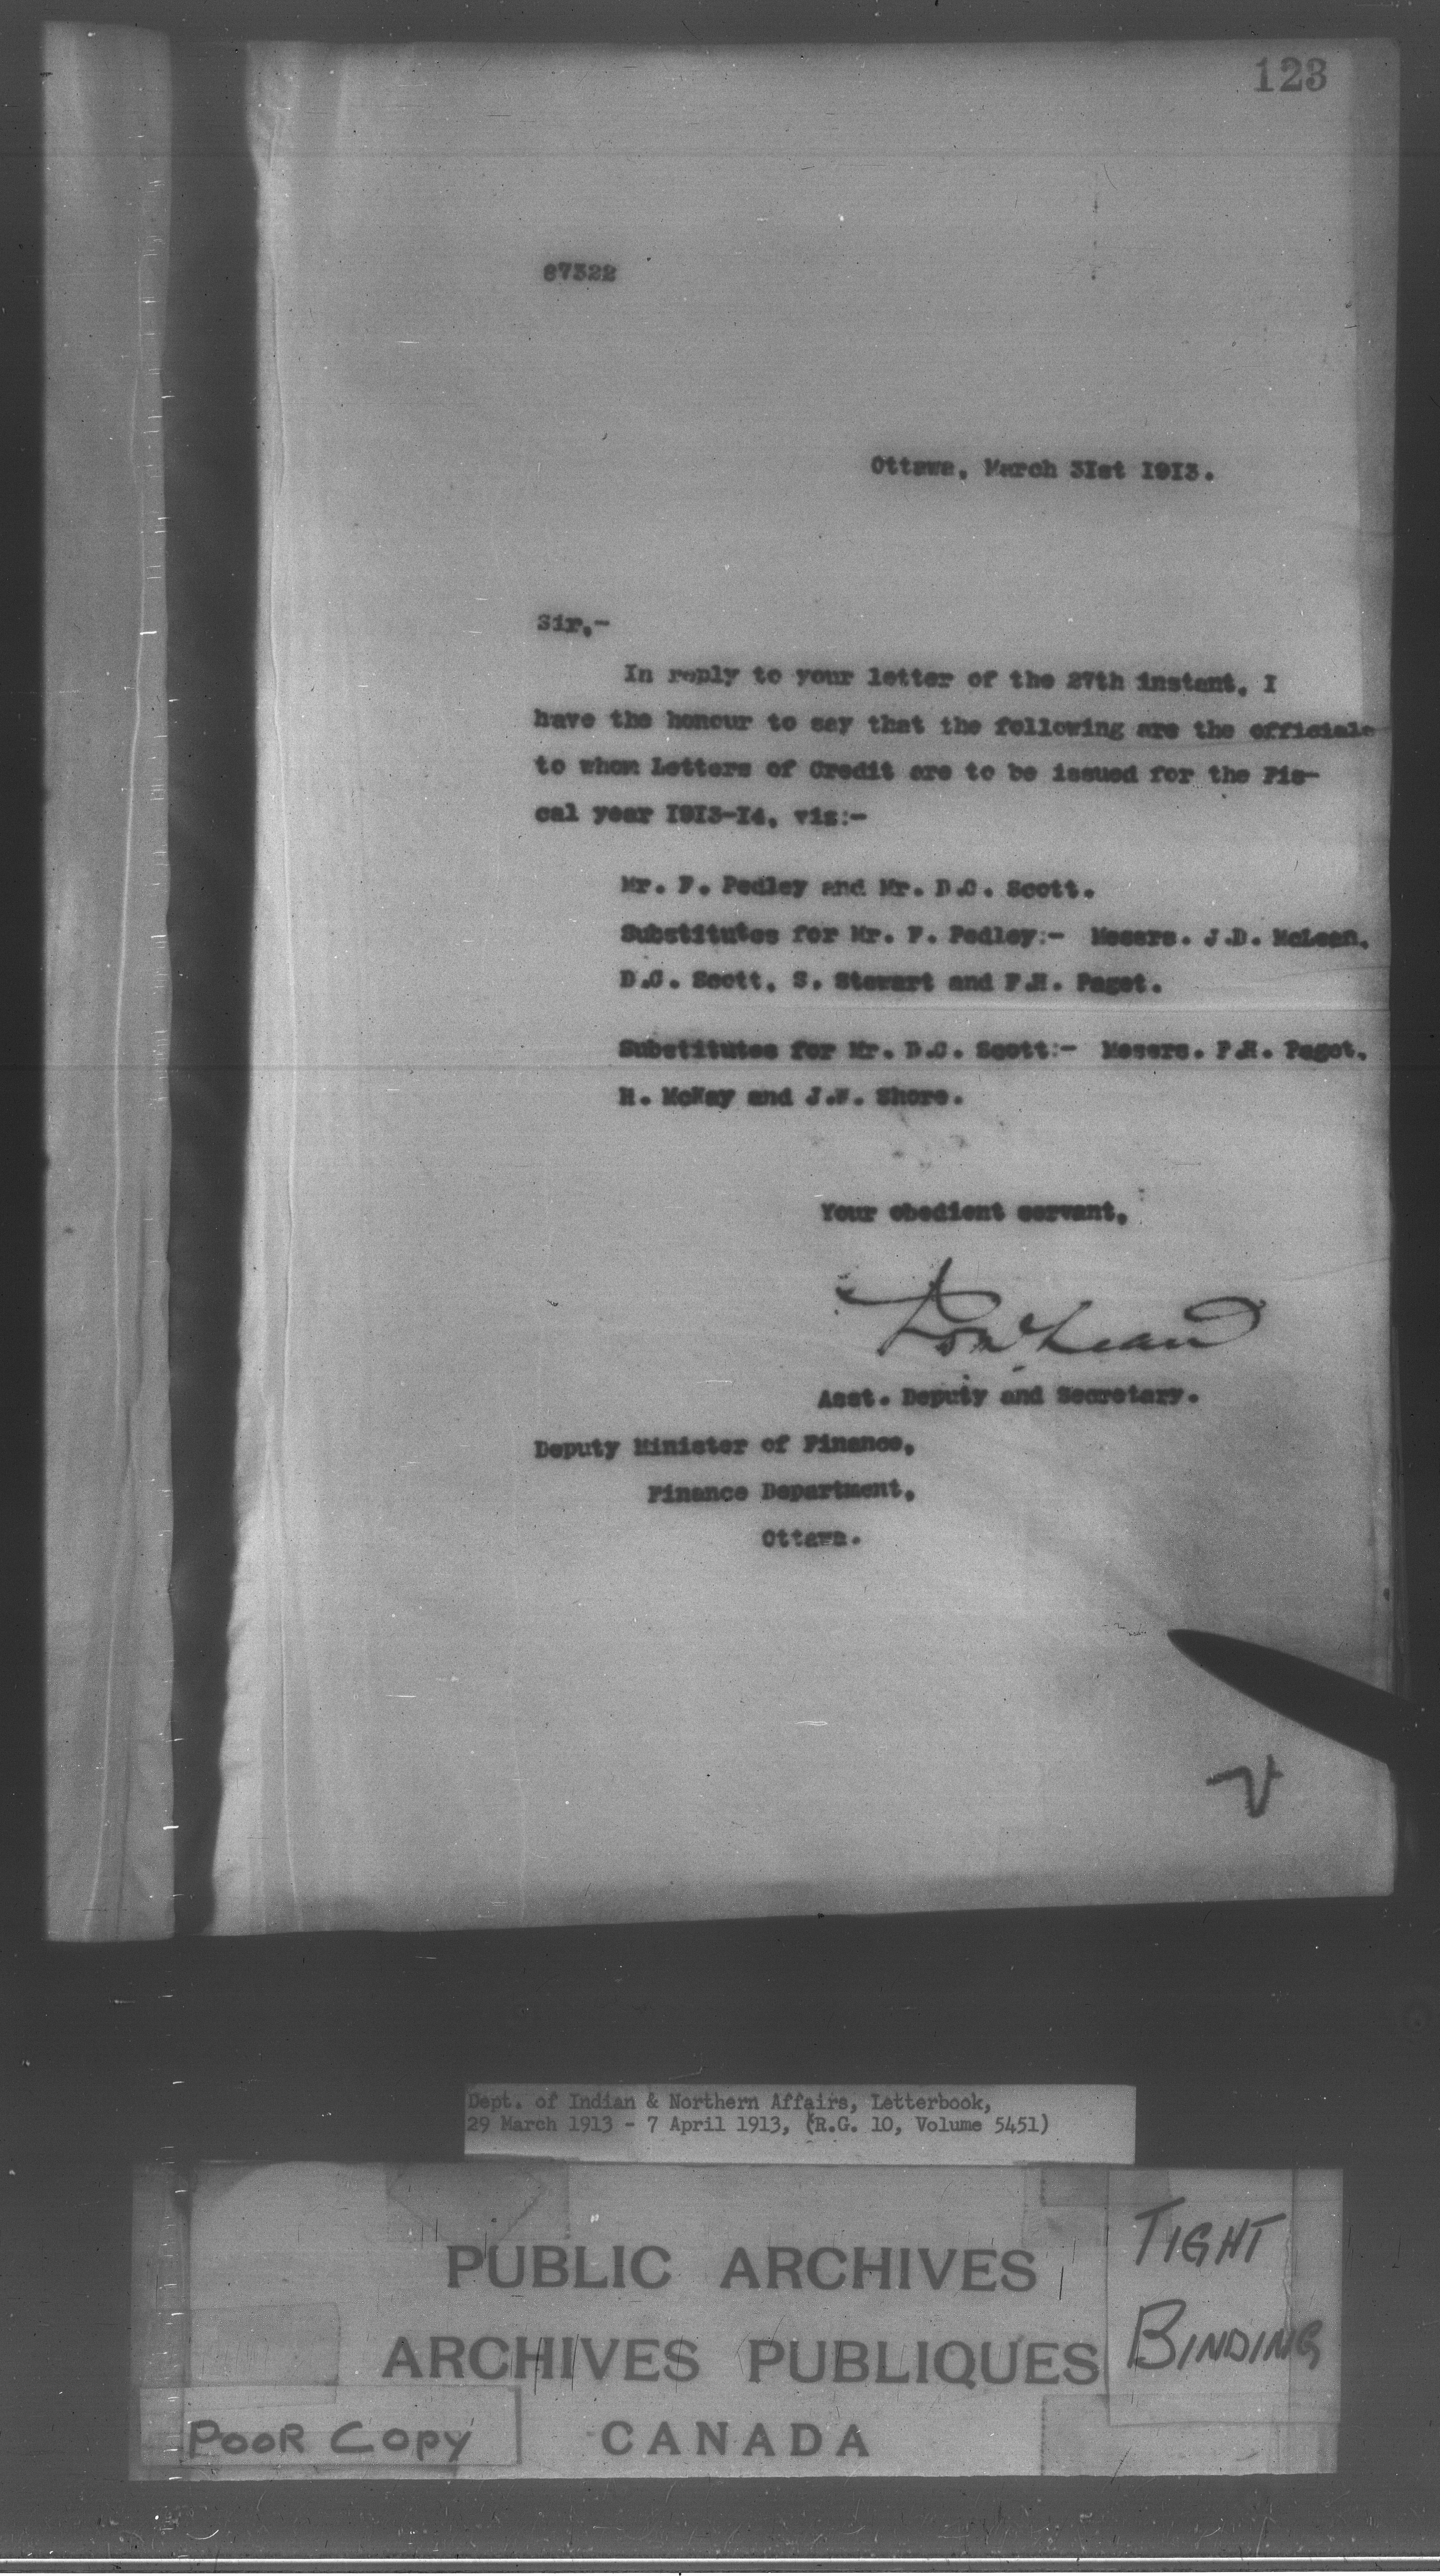 123
87322
Ottawa, March 3Ist I9I3.
Sir,-
In reply to your letter of the 27th instant, I
have the honour to say that the following are the officials
to whom Letters of Credit are to be issued for the Fis-
cal year I9I3-I4, viz:-
Mr. F. Pedley and Mr. D.C. Scott.
Substitutes for Mr. F. Pedley:- Messrs. J.D. McLean,
D.C. Scott, S. Stewart and F.H. Paget.
Substitutes for Mr. D.C. Scott:- Messrs. F.H. Paget,
H. McKay and J.W. Shore.
Your obedient servant,
Asst. Deputy and Secretary.
Deputy Minister of Finance,
Finance Department,
Ottawa.
Dept. of Indian & Northern Affairs, Letterbook,
29 March 1913 - 7 April 1913, (R.G. 10, Volume 5451)
PUBLIC ARCHIVES
ARCHIVES PUBLIQUES
CANADA
TIGHT
BINDING
POOR COPY